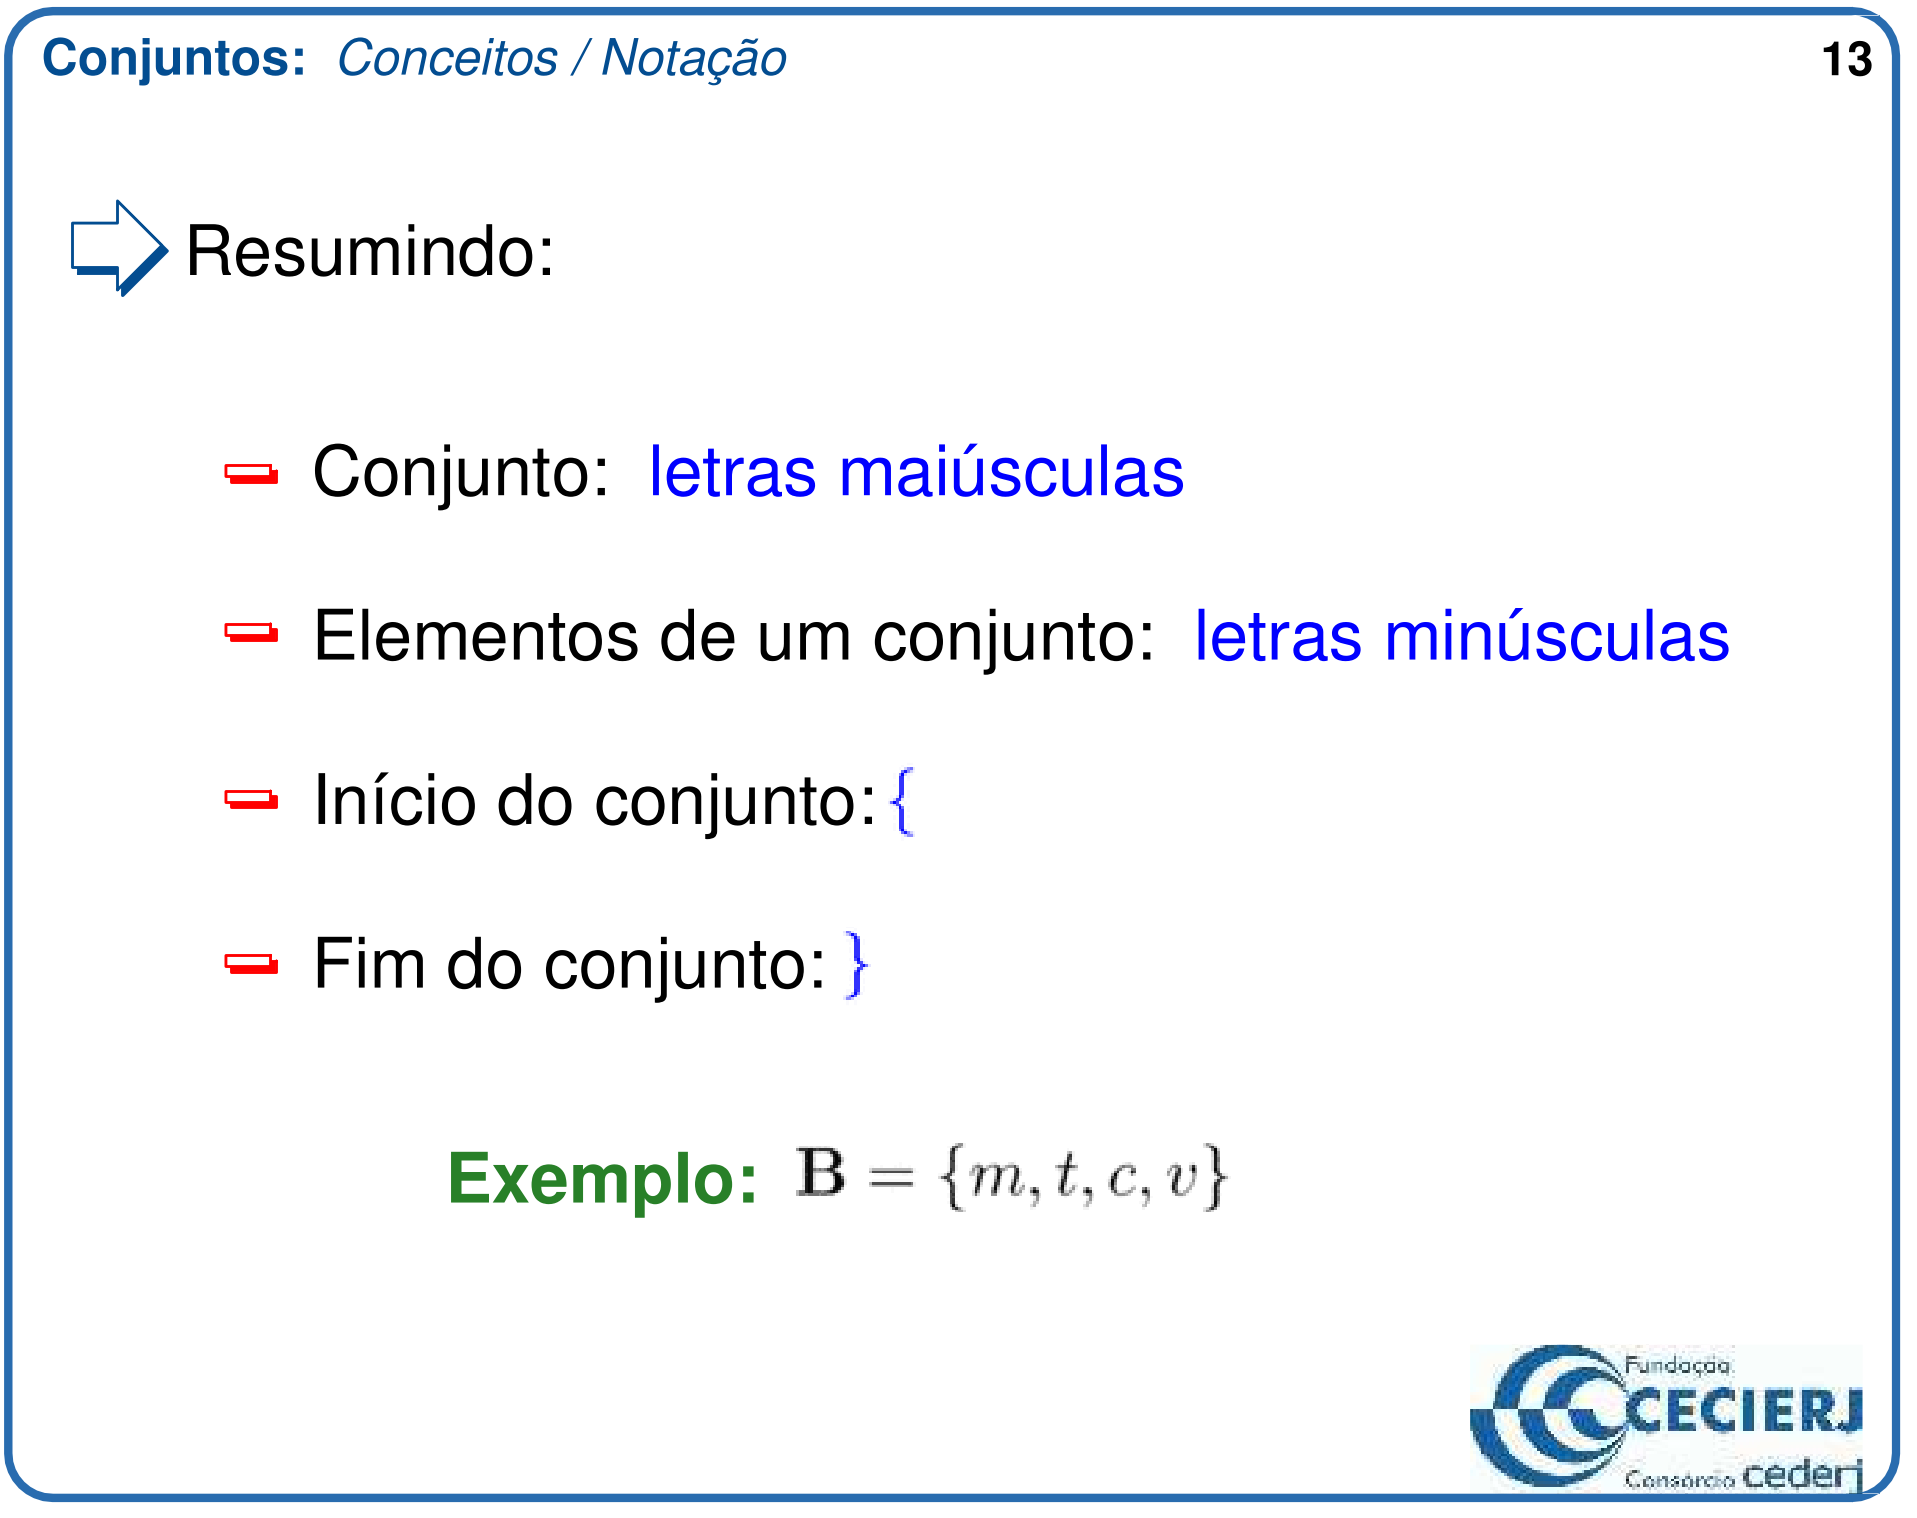 Conjuntos: Conceitos / Notação 13
Resumindo:
Conjunto: letras maiúsculas
Elementos de um conjunto: letras minúsculas
Início do conjunto: {
Fim do conjunto: }
Exemplo: B = {m, t, c, v}
Fundação
CECIERJ
Consórcio cederj